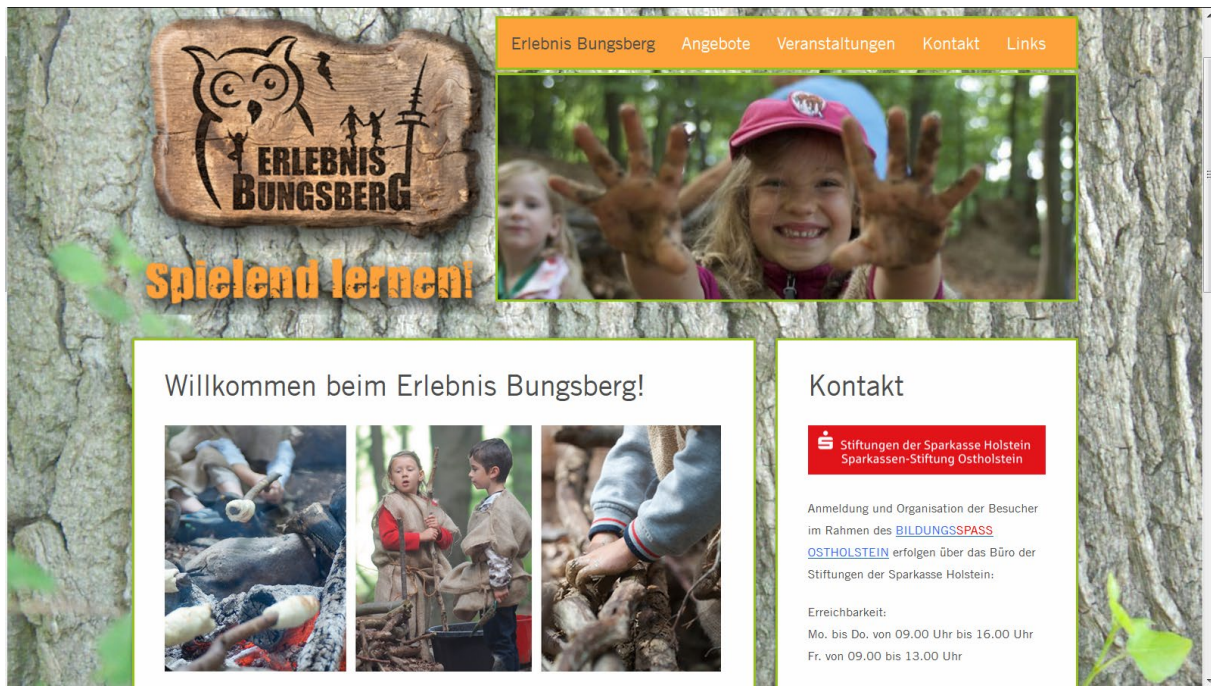 ERLEBNIS
BUNGSBERG
Spielend lernen!
Erlebnis Bungsberg Angebote Veranstaltungen Kontakt Links
Willkommen beim Erlebnis Bungsberg!
Kontakt
Stiftungen der Sparkasse Holstein
Sparkassen-Stiftung Ostholstein
Anmeldung und Organisation der Besucher
im Rahmen des BILDUNGSSPASS
OSTHOLSTEIN erfolgen über das Büro der
Stiftungen der Sparkasse Holstein:
Erreichbarkeit:
Mo. bis Do. von 09.00 Uhr bis 16.00 Uhr
Fr. von 09.00 bis 13.00 Uhr